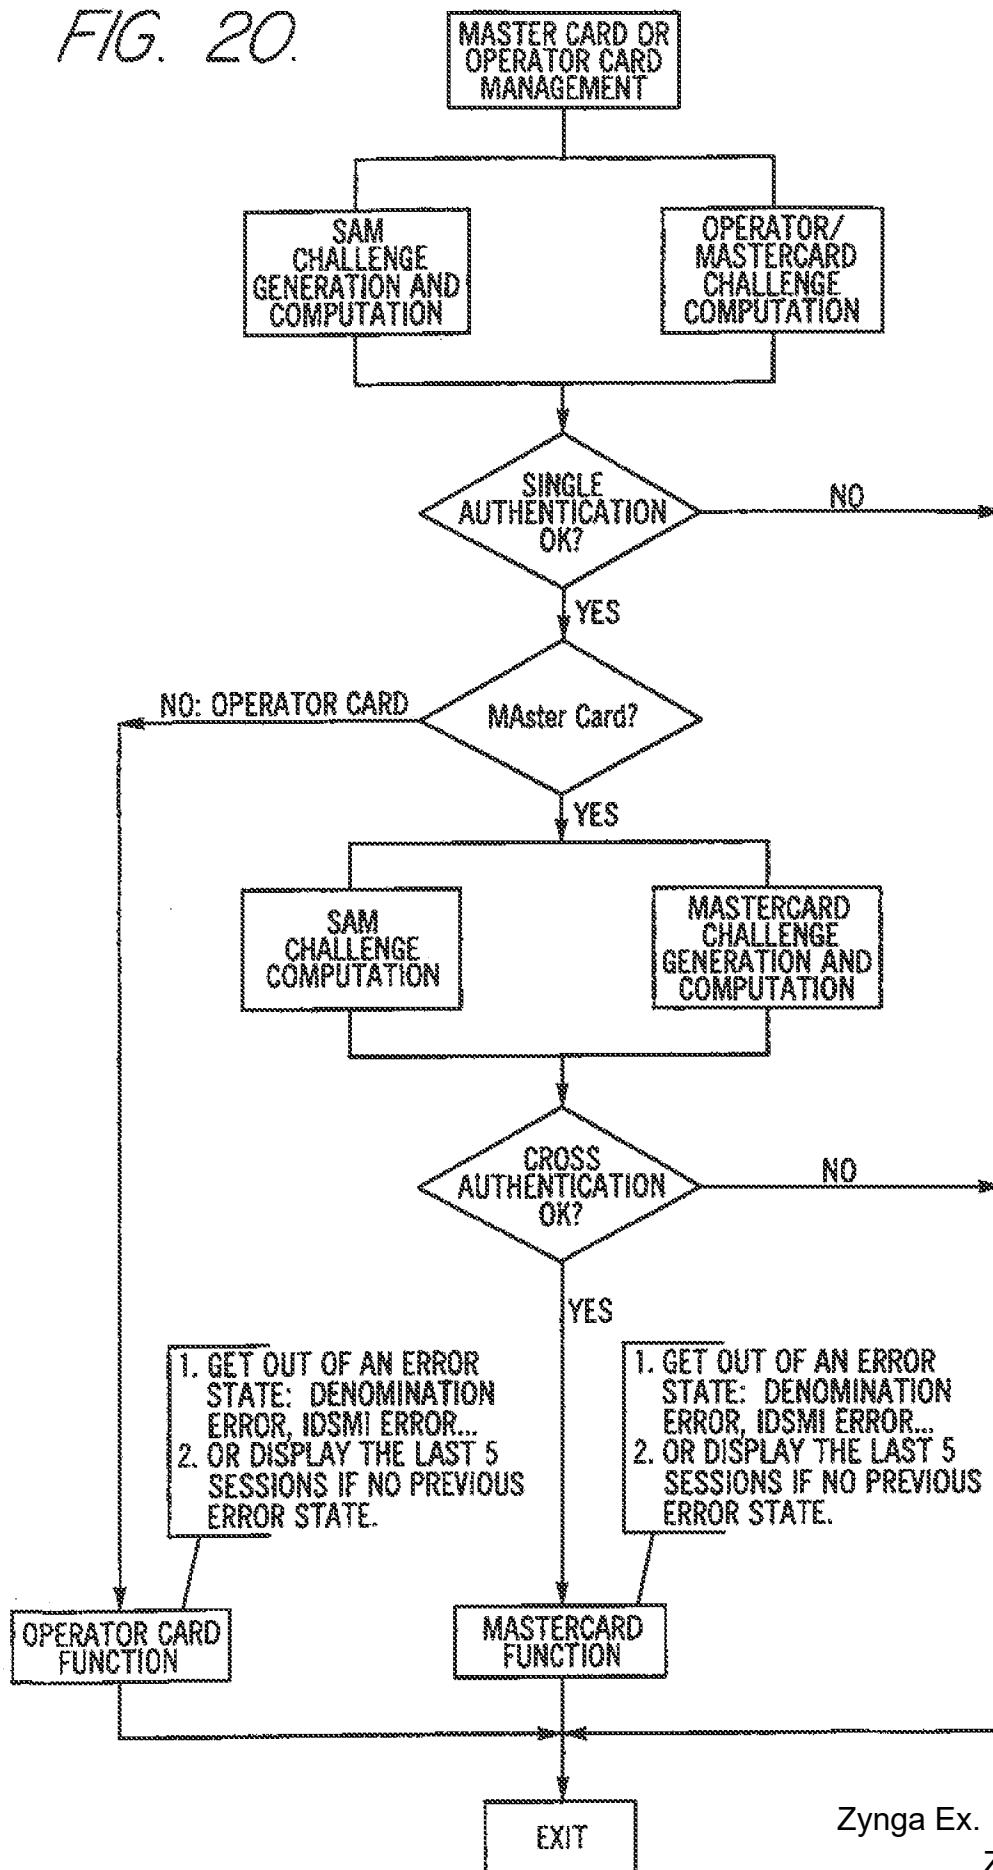 FIG. 20.
MASTER CARD OR
OPERATOR CARD
MANAGEMENT
SAM
CHALLENGE
GENERATION AND
COMPUTATION
OPERATOR/
MASTERCARD
CHALLENGE
COMPUTATION
SINGLE
AUTHENTICATION
OK?
NO
YES
MAster Card?
NO: OPERATOR CARD
YES
SAM
CHALLENGE
COMPUTATION
MASTERCARD
CHALLENGE
GENERATION AND
COMPUTATION
CROSS
AUTHENTICATION
OK?
NO
YES
1. GET OUT OF AN ERROR
STATE: DENOMINATION
ERROR, IDSMI ERROR...
2. OR DISPLAY THE LAST 5
SESSIONS IF NO PREVIOUS
ERROR STATE.
1. GET OUT OF AN ERROR
STATE: DENOMINATION
ERROR, IDSMI ERROR...
2. OR DISPLAY THE LAST 5
SESSIONS IF NO PREVIOUS
ERROR STATE.
OPERATOR CARD
FUNCTION
MASTERCARD
FUNCTION
EXIT
Zynga Ex.